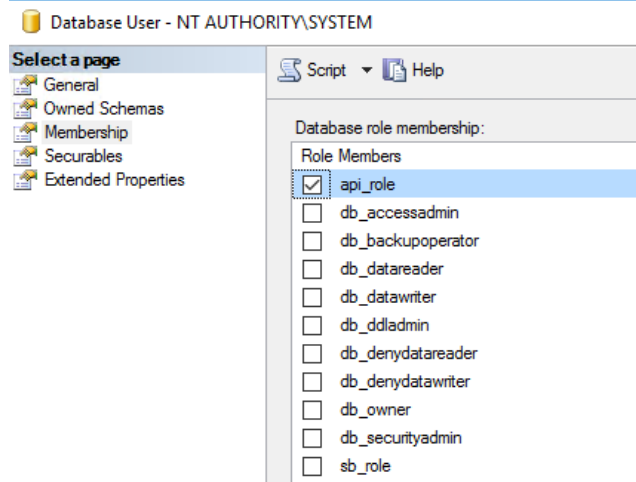 Database User - NT AUTHORITY\SYSTEM
Select a page
General
Owned Schemas
Membership
Securables
Extended Properties
Script Help
Database role membership:
Role Members
api_role
db_accessadmin
db_backupoperator
db_datareader
db_datawriter
db_ddladmin
db_denydatareader
db_denydatawriter
db_owner
db_securityadmin
sb_role